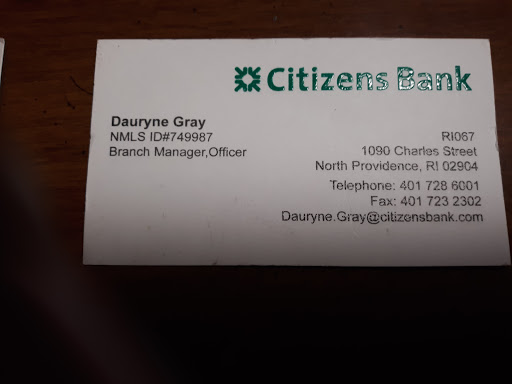 Citizens Bank
Dauryne Gray
NMLS ID#749987
Branch Manager,Officer
RI067
1090 Charles Street
North Providence, RI 02904
Telephone: 401 728 6001
Fax: 401 723 2302
Dauryne.Gray@citizensbank.com